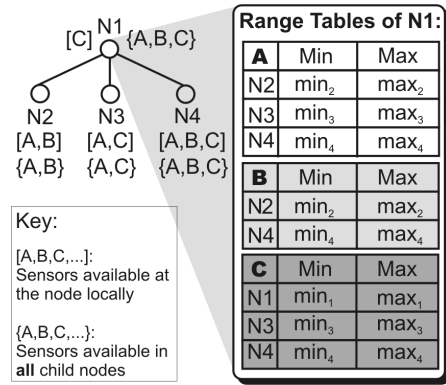 N1
[C] {A,B,C}
N2 N3 N4
[A,B] [A,C] [A,B,C]
{A,B} {A,C} {A,B,C}
Key:
[A,B,C,...]:
Sensors available at
the node locally
{A,B,C,...}:
Sensors available in
all child nodes
Range Tables of N1:
A Min Max
N2 min₂ max₂
N3 min₃ max₃
N4 min₄ max₄
B Min Max
N2 min₂ max₂
N4 min₄ max₄
C Min Max
N1 min₁ max₁
N3 min₃ max₃
N4 min₄ max₄